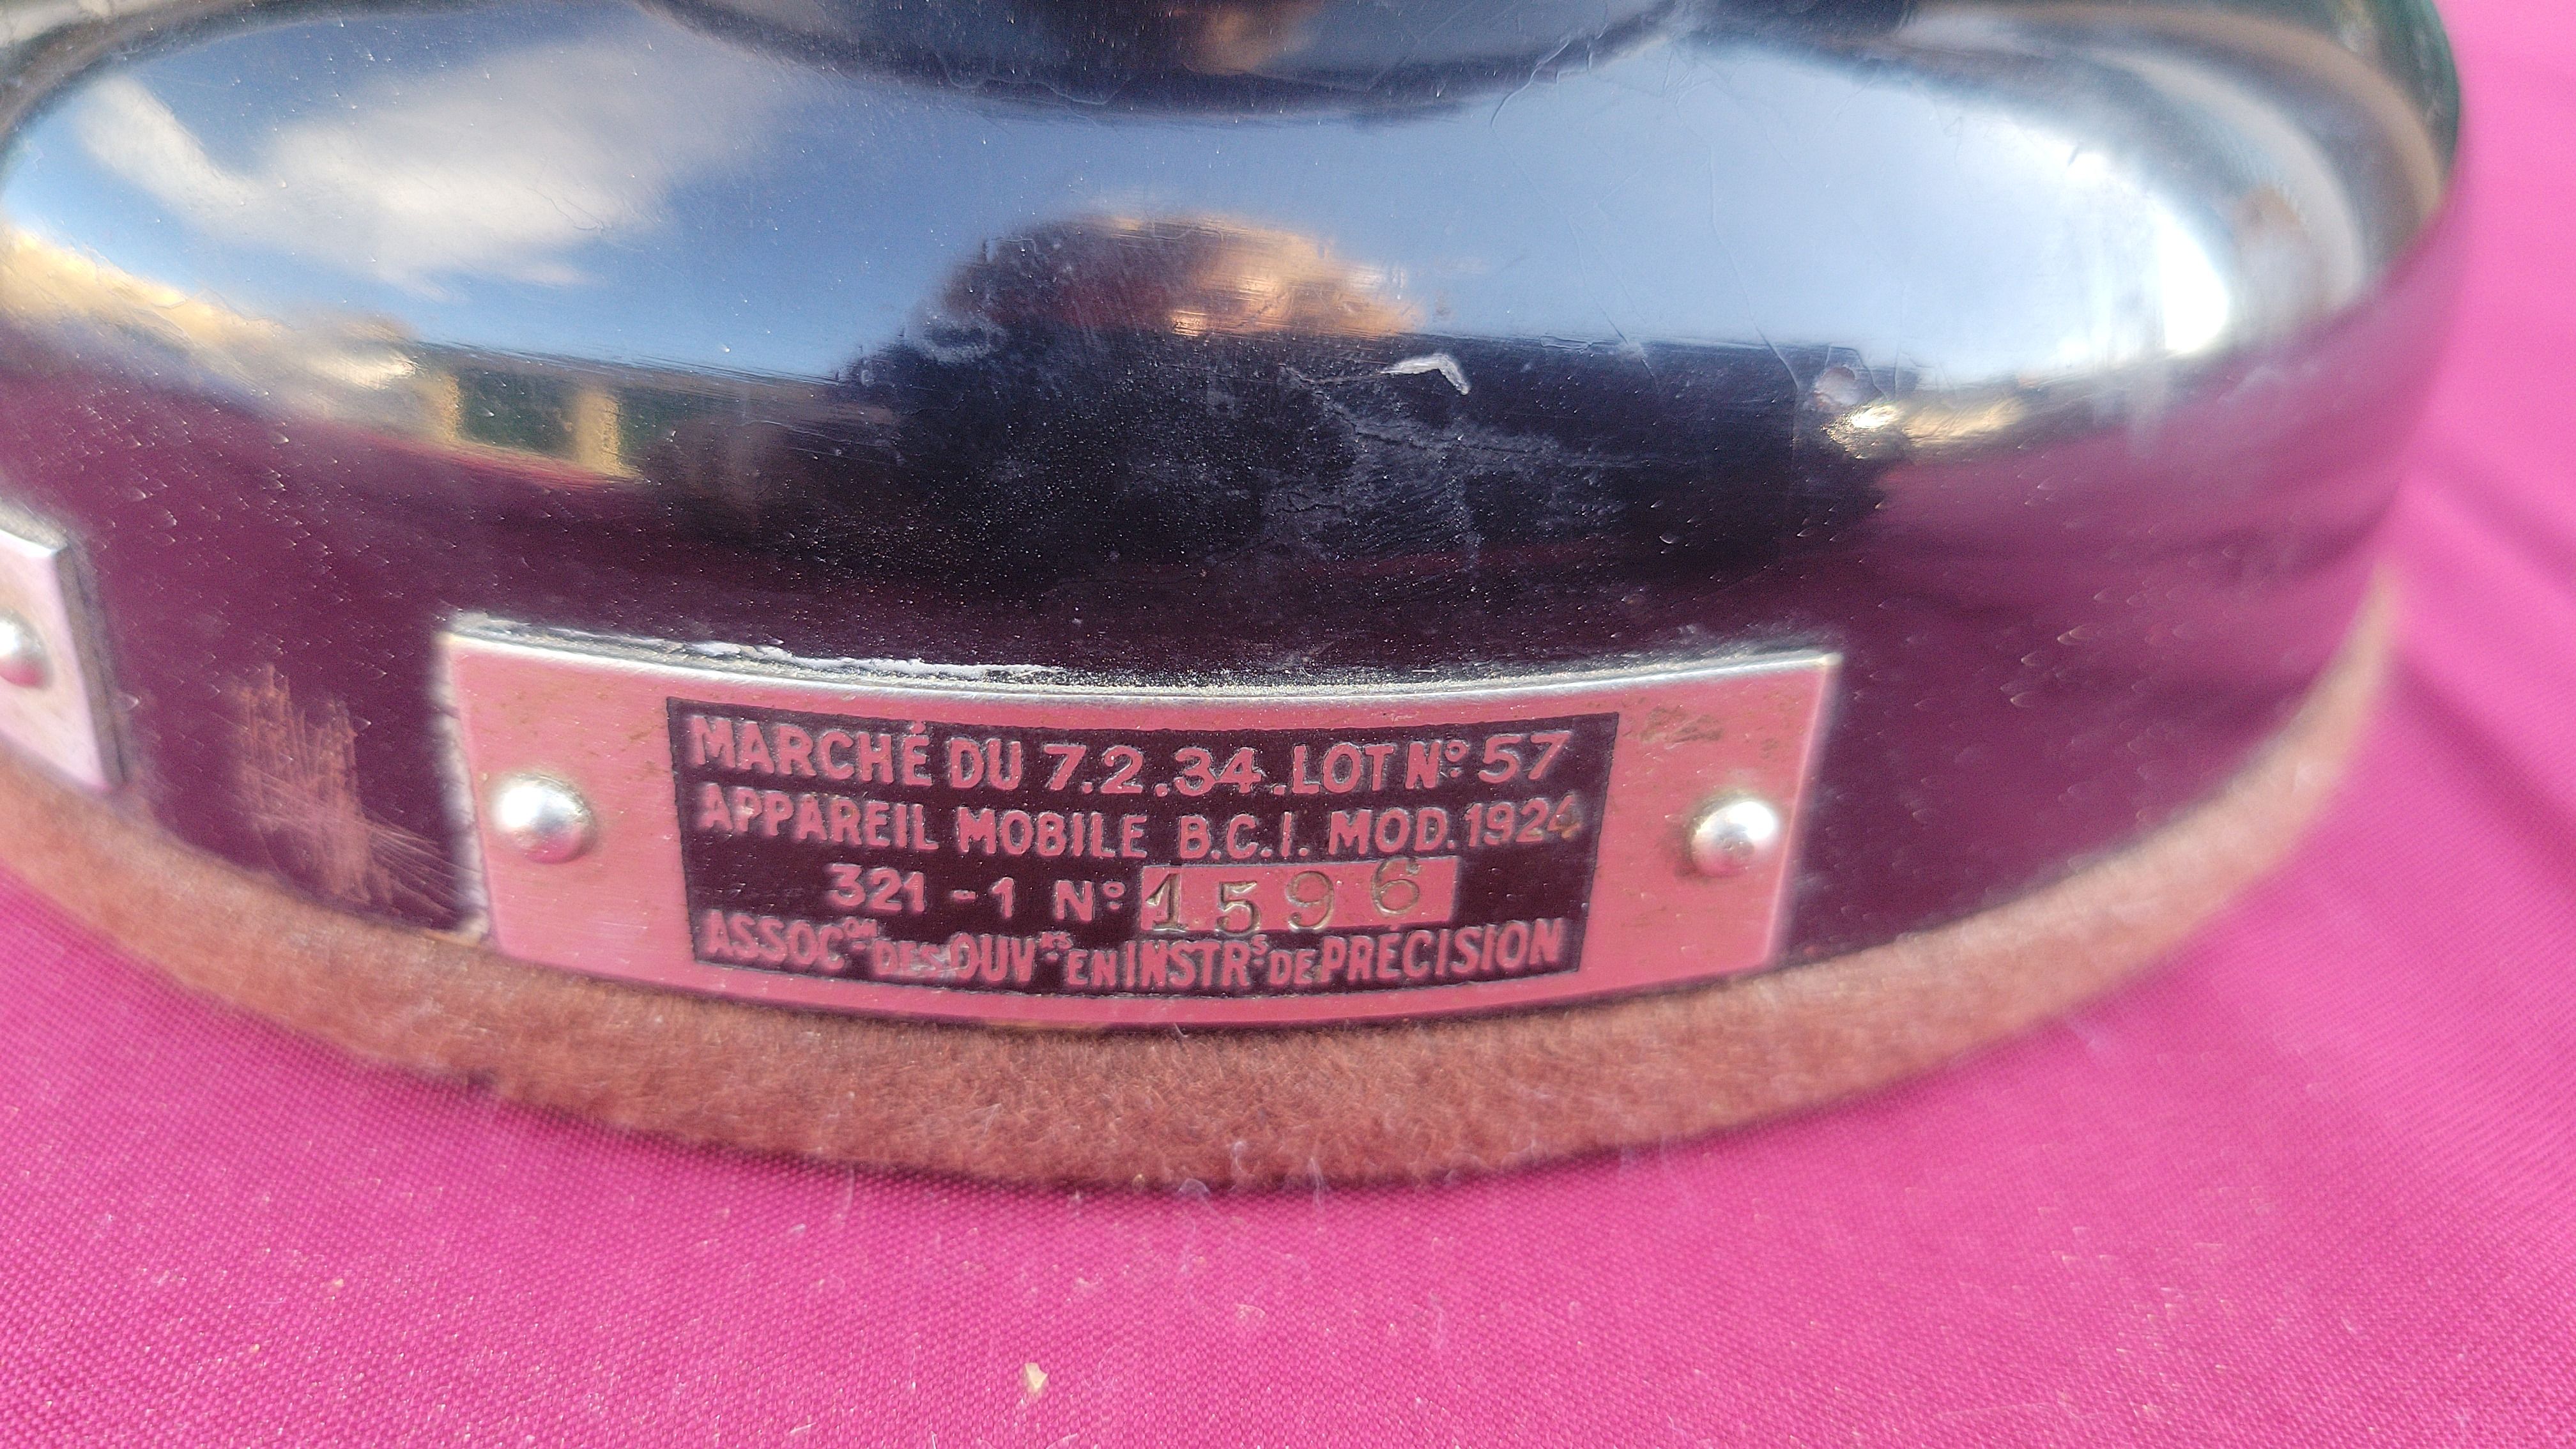 MARCHÉ DU 7.2.34. LOT Nº 57
APPAREIL MOBILE B.C.I. MOD. 1924
321 - 1 Nº 1596
ASSOCᵒⁿ DES OUVʳˢ EN INSTRˢ DE PRÉCISION